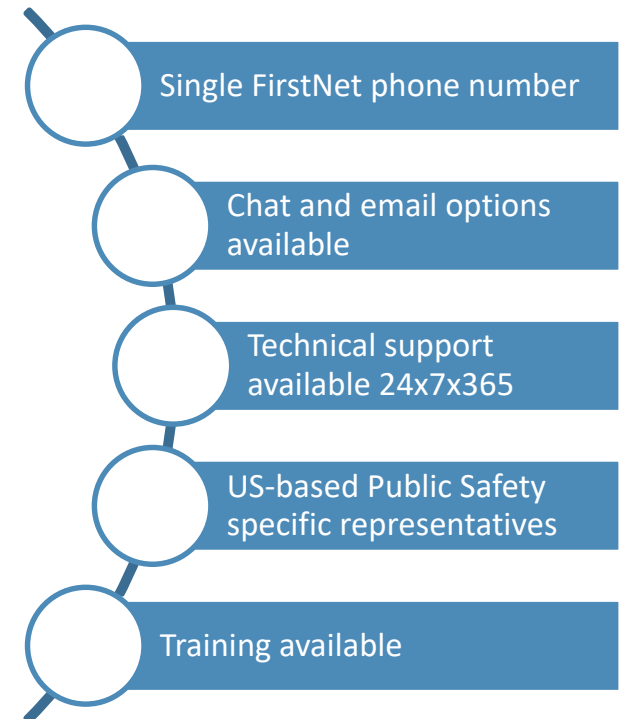 Single FirstNet phone number
Chat and email options
available
Technical support
available 24x7x365
US-based Public Safety
specific representatives
Training available